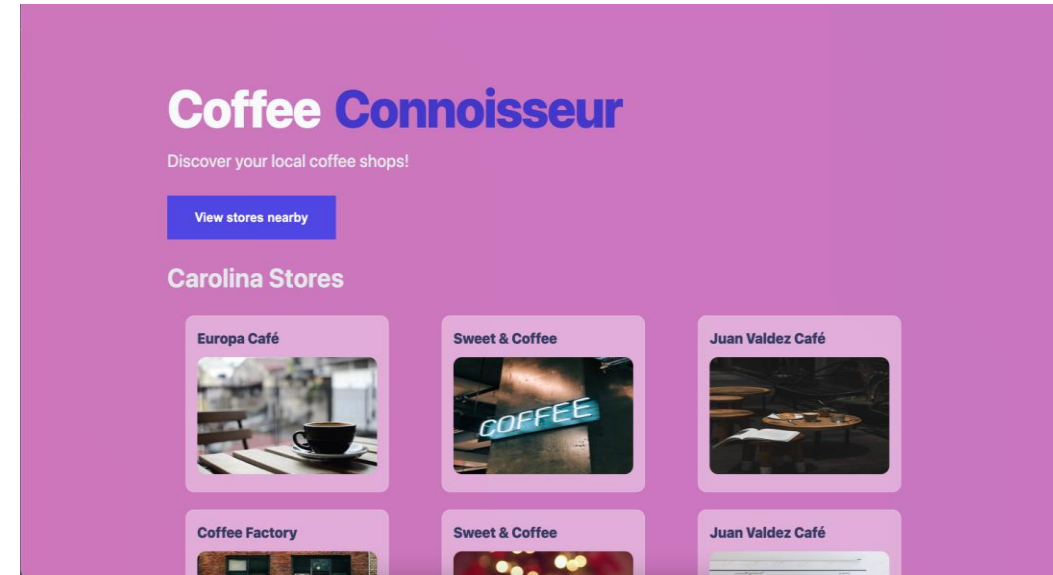 Coffee Connoisseur
Discover your local coffee shops!
View stores nearby
Carolina Stores
Europa Café
Sweet & Coffee
Juan Valdez Café
COFFEE
Coffee Factory
Sweet & Coffee
Juan Valdez Café